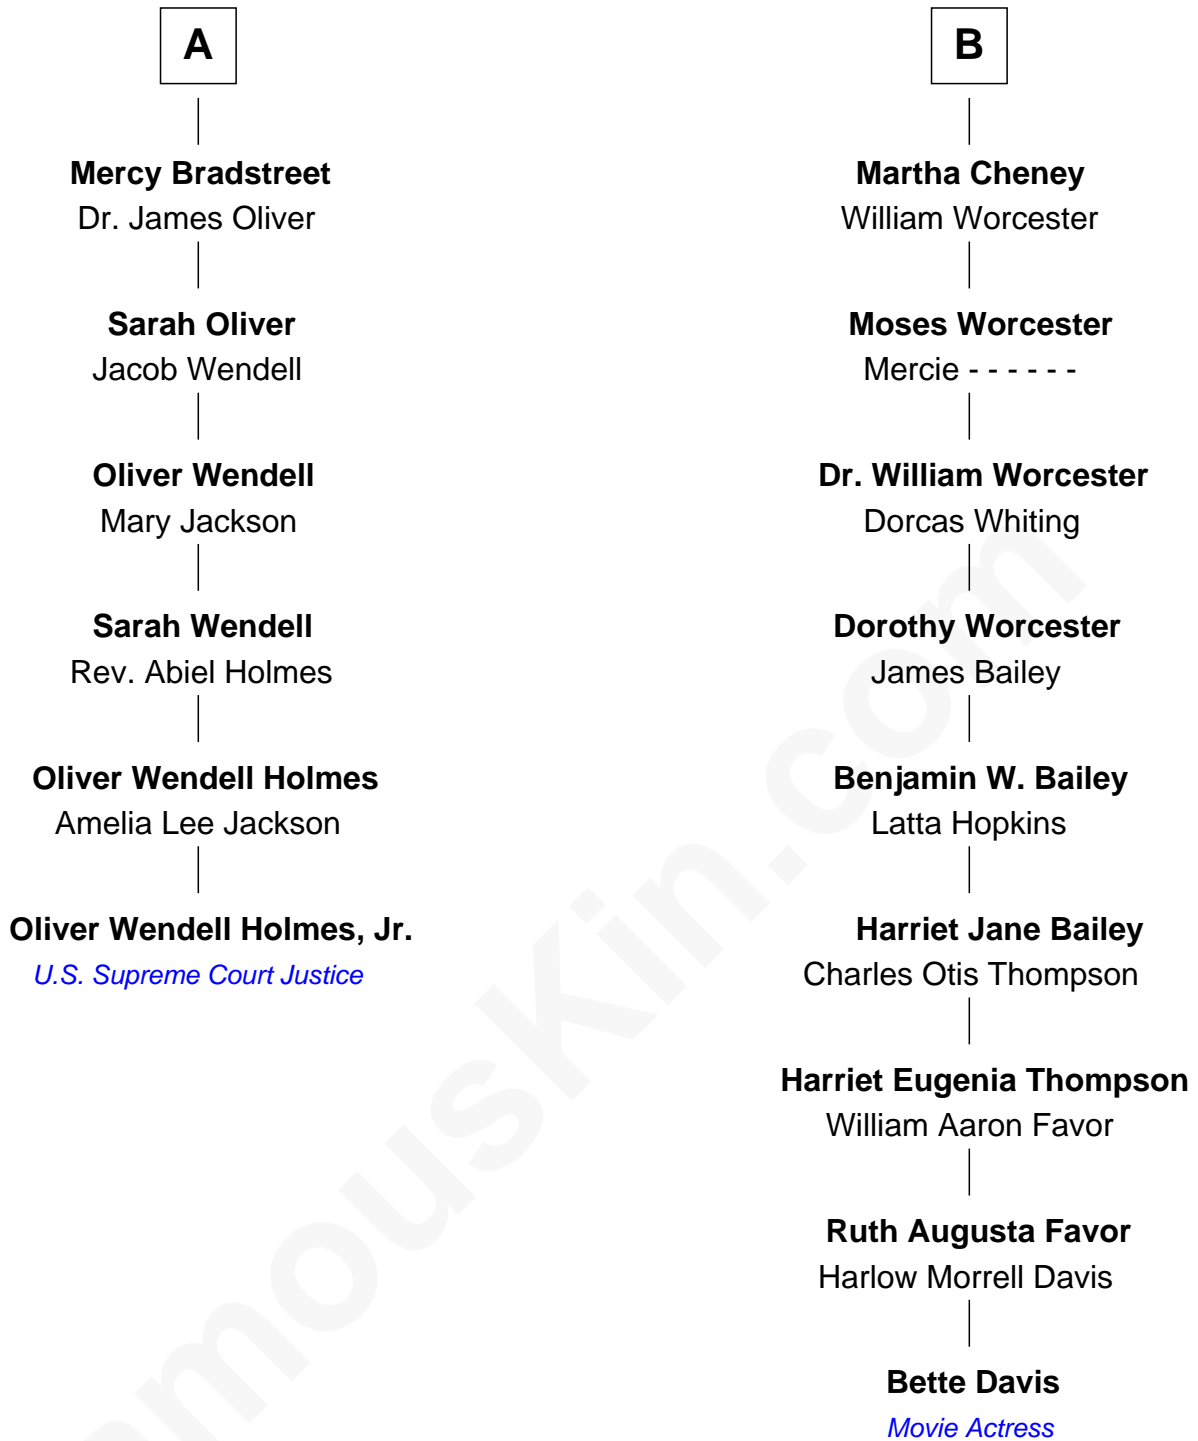 A
Mercy Bradstreet
Dr. James Oliver
Sarah Oliver
Jacob Wendell
Oliver Wendell
Mary Jackson
Sarah Wendell
Rev. Abiel Holmes
Oliver Wendell Holmes
Amelia Lee Jackson
Oliver Wendell Holmes, Jr.
U.S. Supreme Court Justice
B
Martha Cheney
William Worcester
Moses Worcester
Mercie - - - - - -
Dr. William Worcester
Dorcas Whiting
Dorothy Worcester
James Bailey
Benjamin W. Bailey
Latta Hopkins
Harriet Jane Bailey
Charles Otis Thompson
Harriet Eugenia Thompson
William Aaron Favor
Ruth Augusta Favor
Harlow Morrell Davis
Bette Davis
Movie Actress
amouskin.com